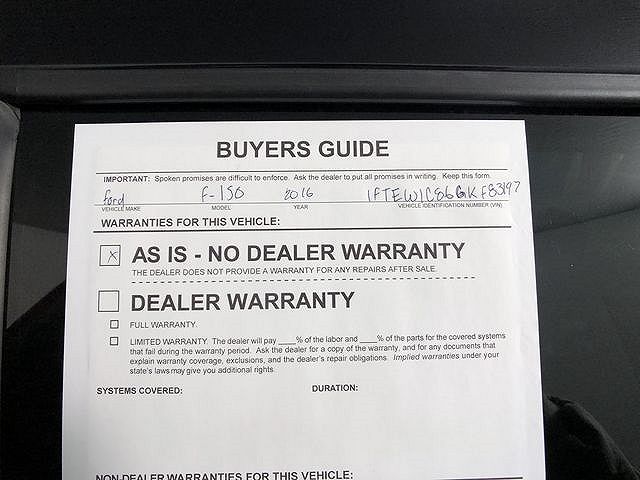 BUYERS GUIDE
IMPORTANT: Spoken promises are difficult to enforce. Ask the dealer to put all promises in writing. Keep this form.
ford F-150 2016 1FTEW1C86GKF83197
VEHICLE MAKE MODEL YEAR VEHICLE IDENTIFICATION NUMBER (VIN)
WARRANTIES FOR THIS VEHICLE:
X AS IS - NO DEALER WARRANTY
THE DEALER DOES NOT PROVIDE A WARRANTY FOR ANY REPAIRS AFTER SALE.
DEALER WARRANTY
FULL WARRANTY.
LIMITED WARRANTY. The dealer will pay ____% of the labor and ____% of the parts for the covered systems
that fail during the warranty period. Ask the dealer for a copy of the warranty, and for any documents that
explain warranty coverage, exclusions, and the dealer's repair obligations. Implied warranties under your
state's laws may give you additional rights.
SYSTEMS COVERED: DURATION:
NON-DEALER WARRANTIES FOR THIS VEHICLE: